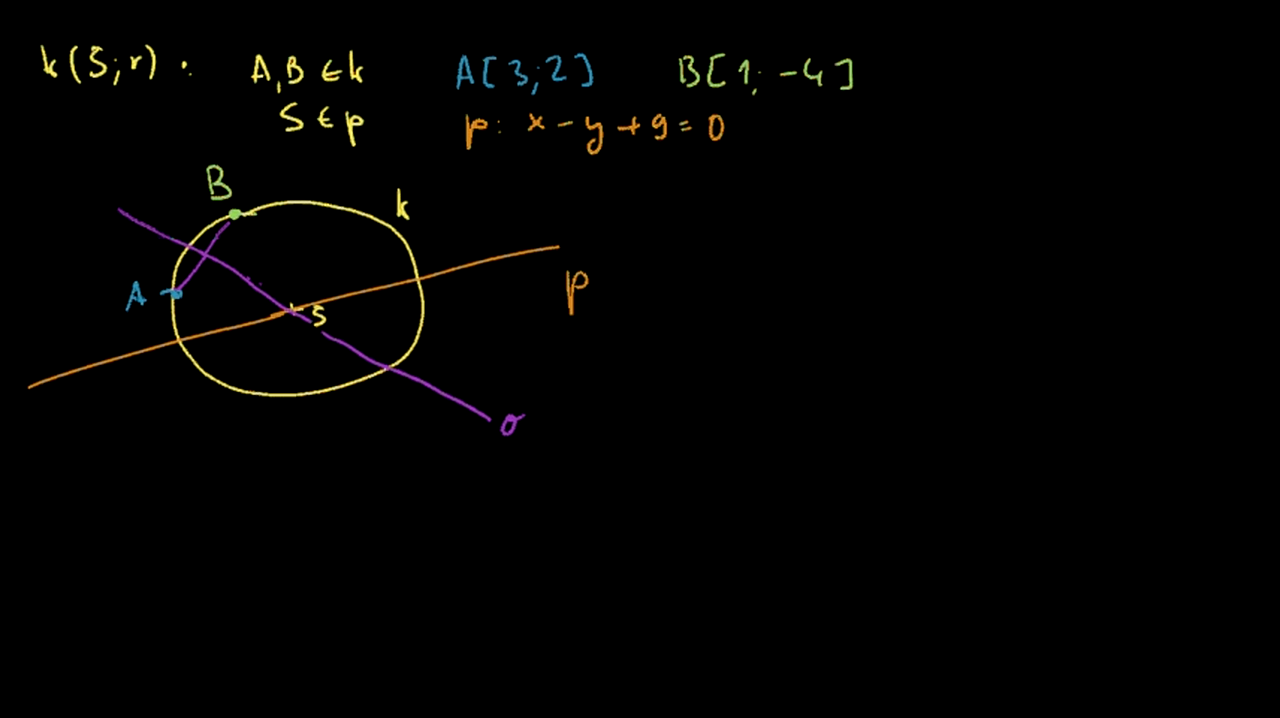 k(S;r): A,B ∈ k A[3;2] B[1;-4]
S ∈ p p: x - y + 9 = 0
B
k
A
S
p
o